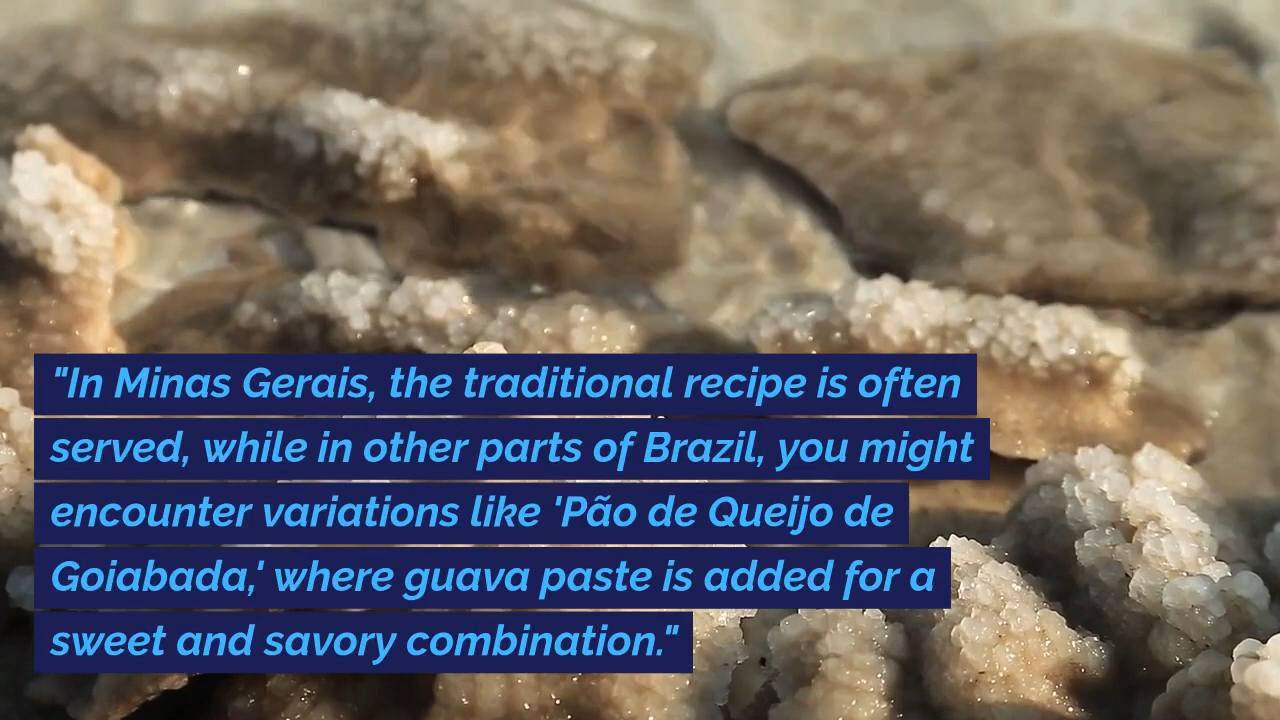 "In Minas Gerais, the traditional recipe is often
served, while in other parts of Brazil, you might
encounter variations like 'Pão de Queijo de
Goiabada,' where guava paste is added for a
sweet and savory combination."